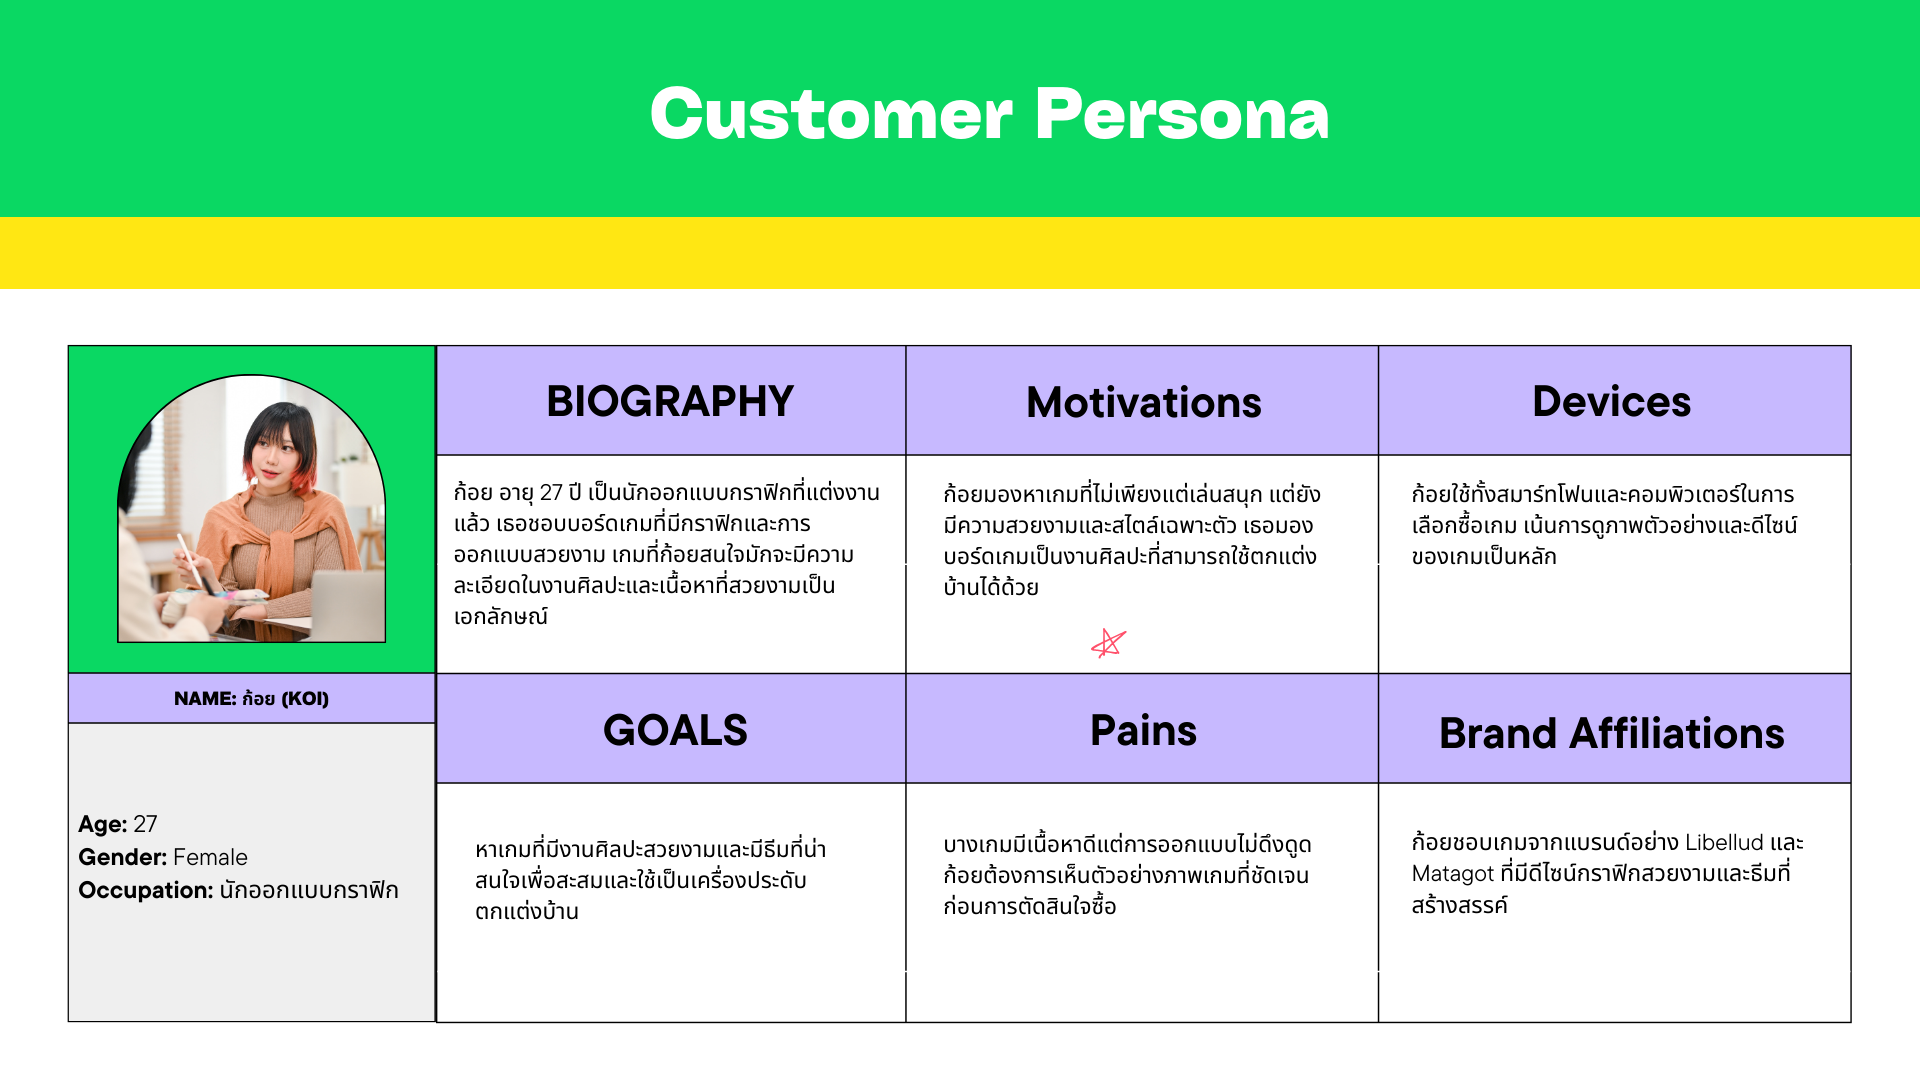 Customer Persona
BIOGRAPHY
ก้อย อายุ 27 ปี เป็นนักออกแบบกราฟิกที่แต่งงาน
แล้ว เธอชอบบอร์ดเกมที่มีกราฟิกและการ
ออกแบบสวยงาม เกมที่ก้อยสนใจมักจะมีความ
ละเอียดในงานศิลปะและเนื้อหาที่สวยงามเป็น
เอกลักษณ์
Motivations
ก้อยมองหาเกมที่ไม่เพียงแต่เล่นสนุก แต่ยัง
มีความสวยงามและสไตล์เฉพาะตัว เธอมอง
บอร์ดเกมเป็นงานศิลปะที่สามารถใช้ตกแต่ง
บ้านได้ด้วย
Devices
ก้อยใช้ทั้งสมาร์ทโฟนและคอมพิวเตอร์ในการ
เลือกซื้อเกม เน้นการดูภาพตัวอย่างและดีไซน์
ของเกมเป็นหลัก
NAME: ก้อย (KOI)
Age: 27
Gender: Female
Occupation: นักออกแบบกราฟิก
GOALS
หาเกมที่มีงานศิลปะสวยงามและมีธีมที่น่า
สนใจเพื่อสะสมและใช้เป็นเครื่องประดับ
ตกแต่งบ้าน
Pains
บางเกมมีเนื้อหาดีแต่การออกแบบไม่ดึงดูด
ก้อยต้องการเห็นตัวอย่างภาพเกมที่ชัดเจน
ก่อนการตัดสินใจซื้อ
Brand Affiliations
ก้อยชอบเกมจากแบรนด์อย่าง Libellud และ
Matagot ที่มีดีไซน์กราฟิกสวยงามและธีมที่
สร้างสรรค์